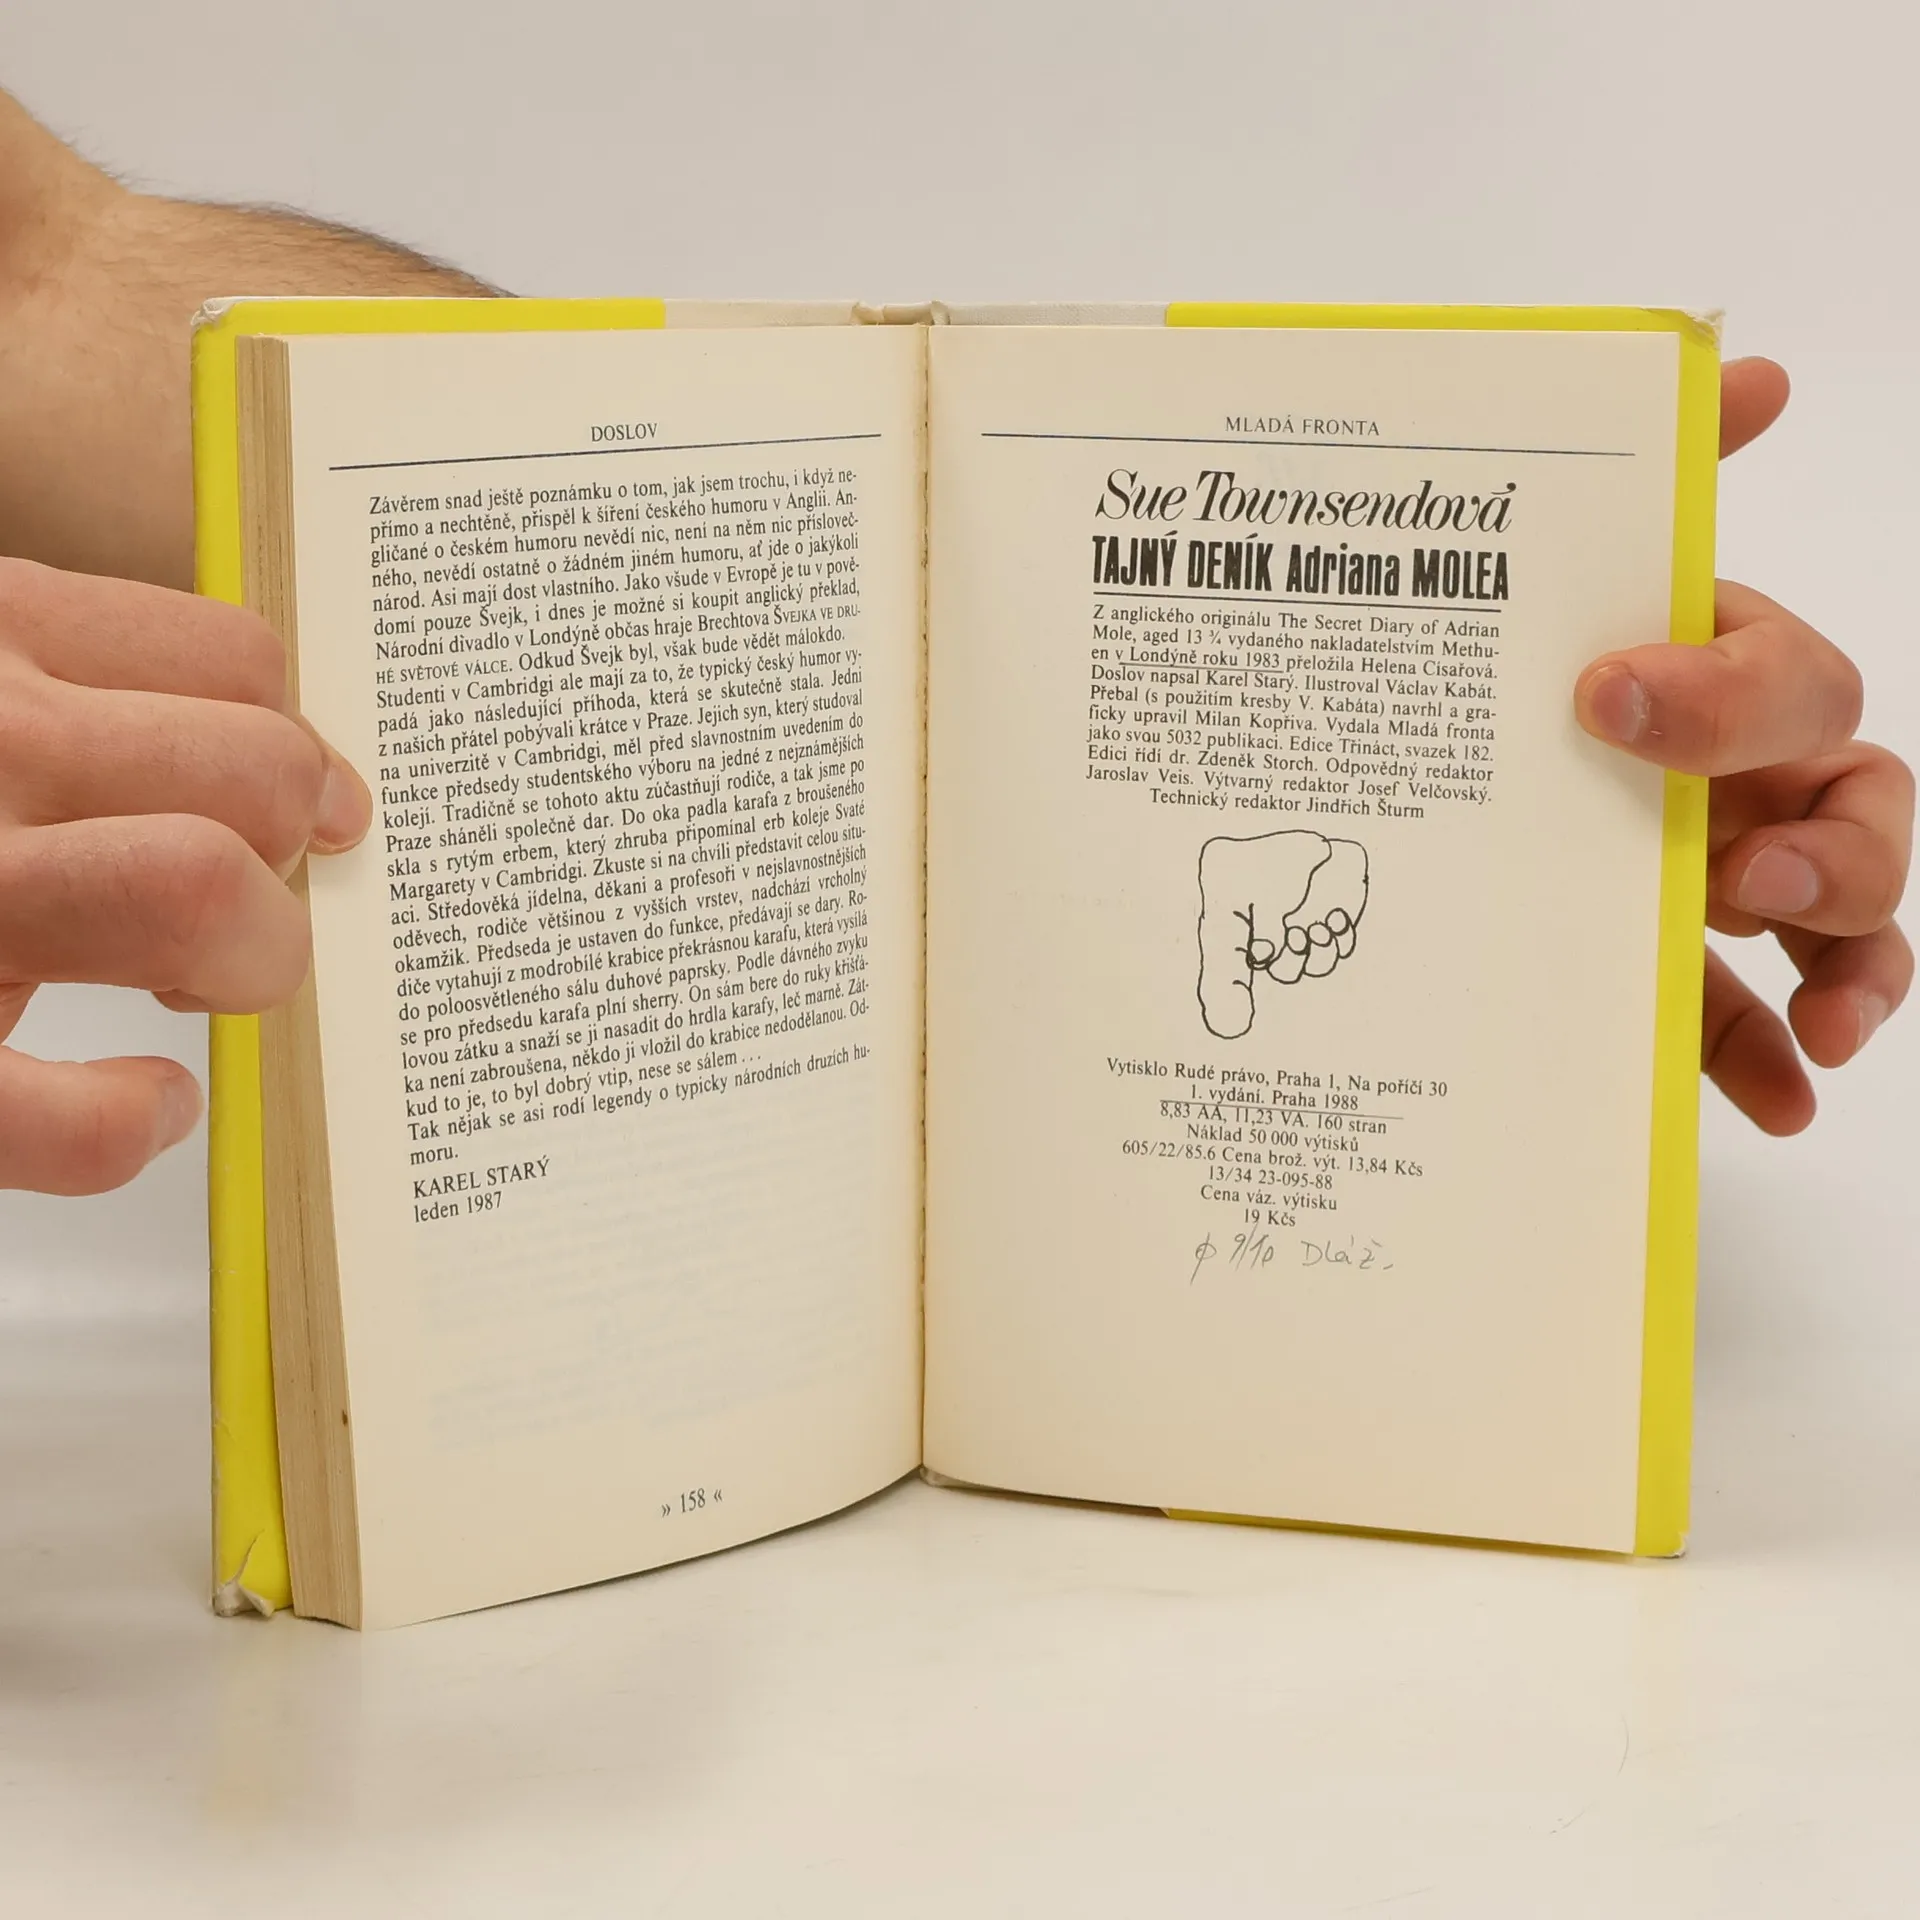 DOSLOV
Závěrem snad ještě poznámku o tom, jak jsem trochu, i když ne-
přímo a nechtěně, přispěl k šíření českého humoru v Anglii. An-
gličané o českém humoru nevědí nic, není na něm nic příslověč-
ného, nevědí ostatně o žádném jiném humoru, ať jde o jakýkoli
národ. Asi mají dost vlastního. Jako všude v Evropě je tu v pově-
domí pouze Švejk, i dnes je možné si koupit anglický překlad,
Národní divadlo v Londýně občas hraje Brechtova ŠVEJKA VE DRU-
HÉ SVĚTOVÉ VÁLCE. Odkud Švejk byl, však bude vědět málokdo.
Studenti v Cambridgi ale mají za to, že typický český humor vy-
padá jako následující příhoda, která se skutečně stala. Jedni
z našich přátel pobývali krátce v Praze. Jejich syn, který studoval
na univerzitě v Cambridgi, měl před slavnostním uvedením do
funkce předsedy studentského výboru na jedné z nejznámějších
kolejí. Tradičně se tohoto aktu zúčastňují rodiče, a tak jsme po
Praze sháněli společně dar. Do oka padla karafa z broušeného
skla s rytým erbem, který zhruba připomínal erb koleje Svaté
Margarety v Cambridgi. Zkuste si na chvíli představit celou situ-
aci. Středověká jídelna, děkani a profesoři v nejslavnostnějších
oděvech, rodiče většinou z vyšších vrstev, nadchází vrcholný
okamžik. Předseda je ustaven do funkce, předávají se dary. Ro-
diče vytahují z modrobílé krabice překrásnou karafu, která vysílá
do poloosvětleného sálu duhové paprsky. Podle dávného zvyku
se pro předsedu karafa plní sherry. On sám bere do ruky křišťá-
lovou zátku a snaží se ji nasadit do hrdla karafy, leč marně. Zát-
ka není zabroušena, někdo ji vložil do krabice nedodělanou. Od-
kud to je, to byl dobrý vtip, nese se sálem . . .
Tak nějak se asi rodí legendy o typicky národních druzích hu-
moru.
KAREL STARÝ
leden 1987
» 158 «
MLADÁ FRONTA
Sue Townsendová
TAJNÝ DENÍK Adriana MOLEA
Z anglického originálu The Secret Diary of Adrian
Mole, aged 13 ¾ vydaného nakladatelstvím Methu-
en v Londýně roku 1983 přeložila Helena Císařová.
Doslov napsal Karel Starý. Ilustroval Václav Kabát.
Přebal (s použitím kresby V. Kabáta) navrhl a gra-
ficky upravil Milan Kopřiva. Vydala Mladá fronta
jako svou 5032 publikaci. Edice Třináct, svazek 182.
Edici řídí dr. Zdeněk Storch. Odpovědný redaktor
Jaroslav Veis. Výtvarný redaktor Josef Velčovský.
Technický redaktor Jindřich Šturm
Vytisklo Rudé právo, Praha 1, Na poříčí 30
1. vydání. Praha 1988
8,83 AA, 11,23 VA. 160 stran
Náklad 50 000 výtisků
605/22/85.6 Cena brož. výt. 13,84 Kčs
13/34 23-095-88
Cena váz. výtisku
19 Kčs
9/10 Dláž.